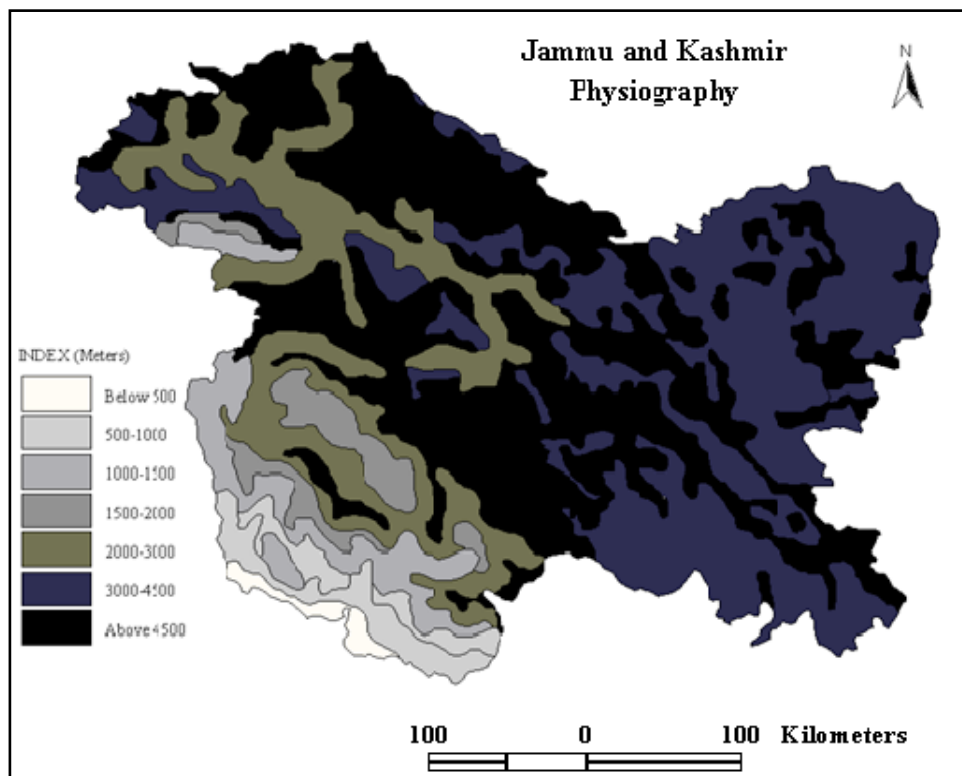 Jammu and Kashmir
Fhysiography
N
INDEX (Meters)
Below 500
500-1000
1000-1500
1500-2000
2000-3000
3000-4500
Above 4500
100 0 100 Kilometers